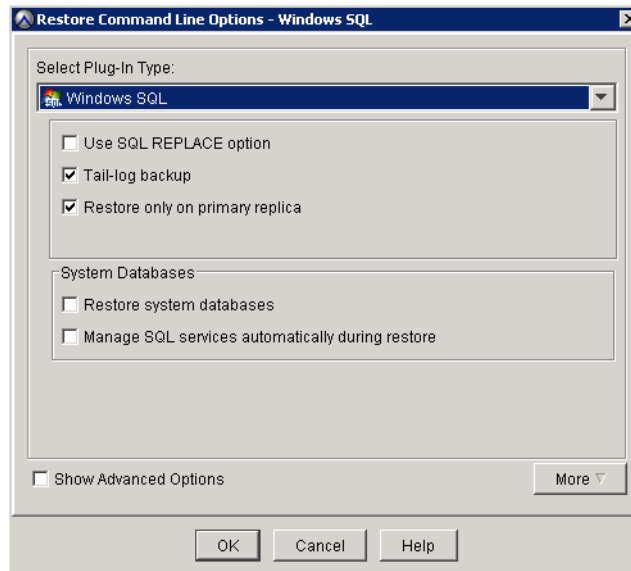 Restore Command Line Options - Windows SQL
Select Plug-In Type:
Windows SQL
Use SQL REPLACE option
Tail-log backup
Restore only on primary replica
System Databases
Restore system databases
Manage SQL services automatically during restore
Show Advanced Options
More
OK Cancel Help